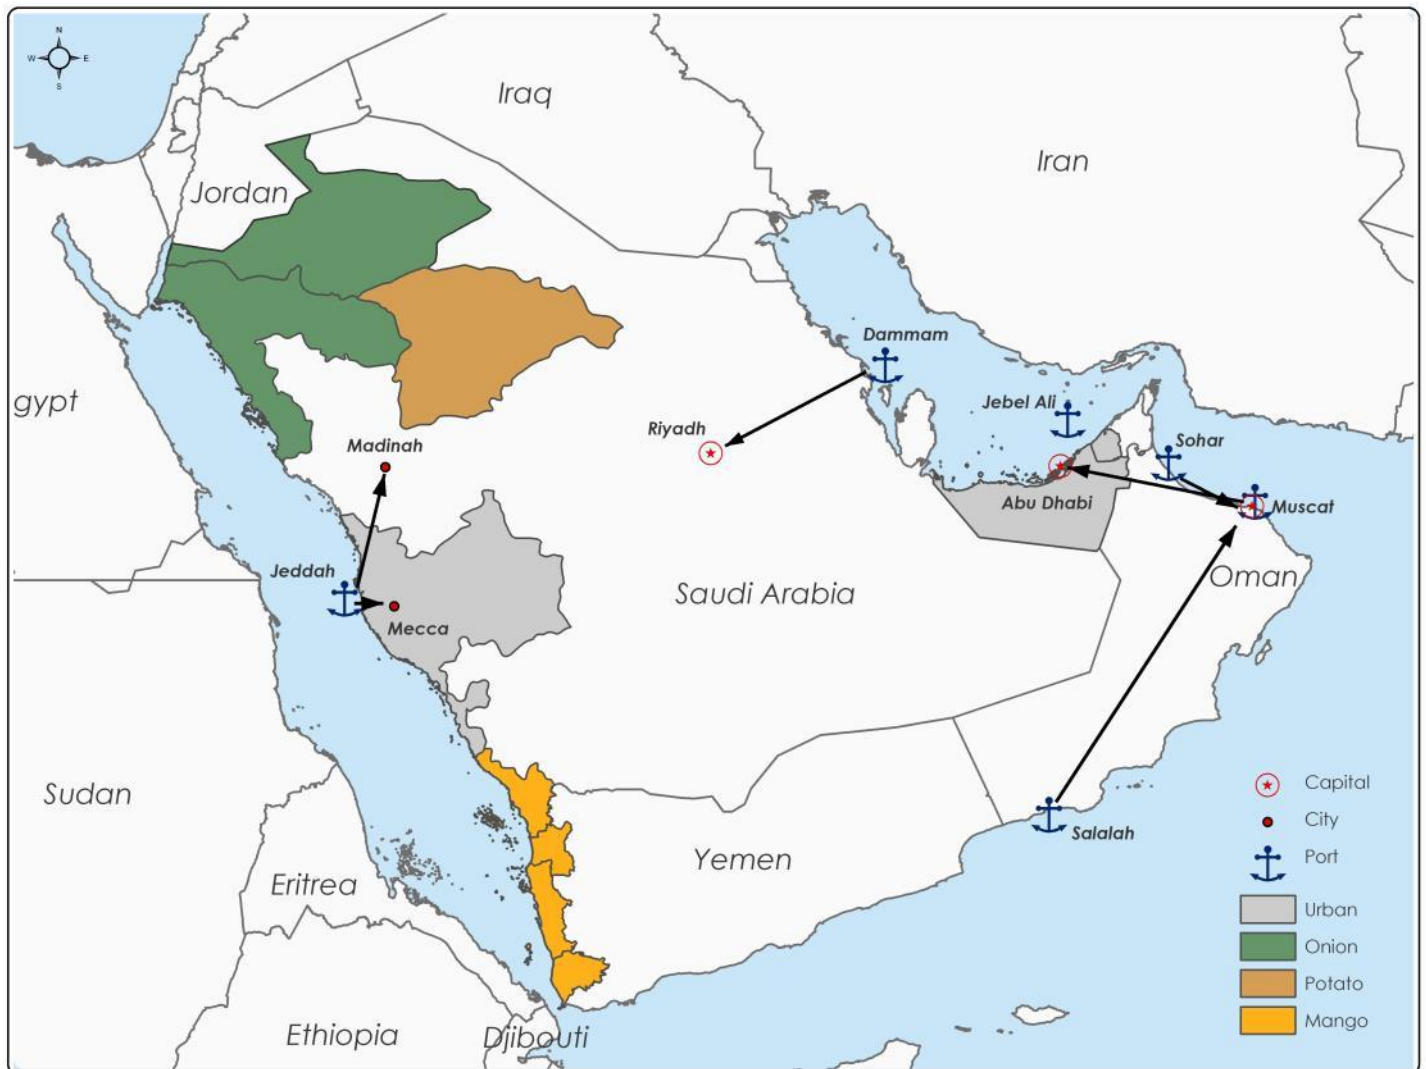 N
W E
S
Iraq
Iran
Jordan
Dammam
gypt
Jebel Ali
Riyadh
Sohar
Madinah
Abu Dhabi
Muscat
Jeddah
Oman
Saudi Arabia
Mecca
Sudan
Salalah
Yemen
Eritrea
Ethiopia
Djibouti
Capital
City
Port
Urban
Onion
Potato
Mango